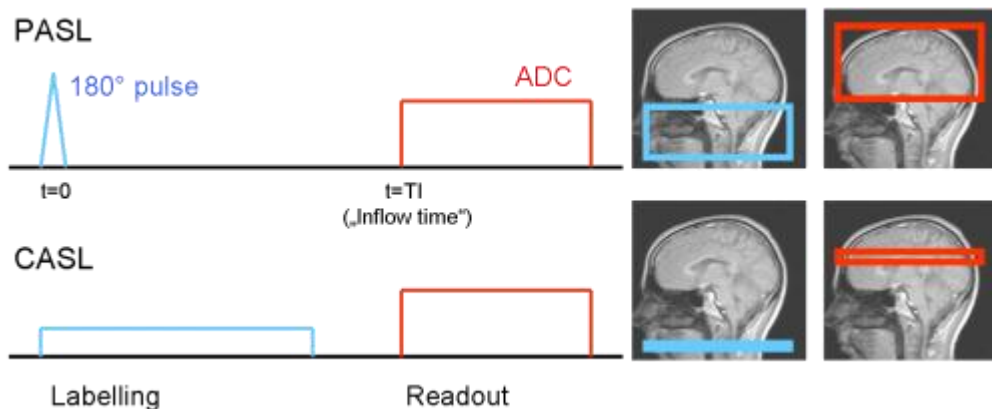 PASL
180° pulse
ADC
t=0
t=TI
(„Inflow time“)
CASL
Labelling
Readout